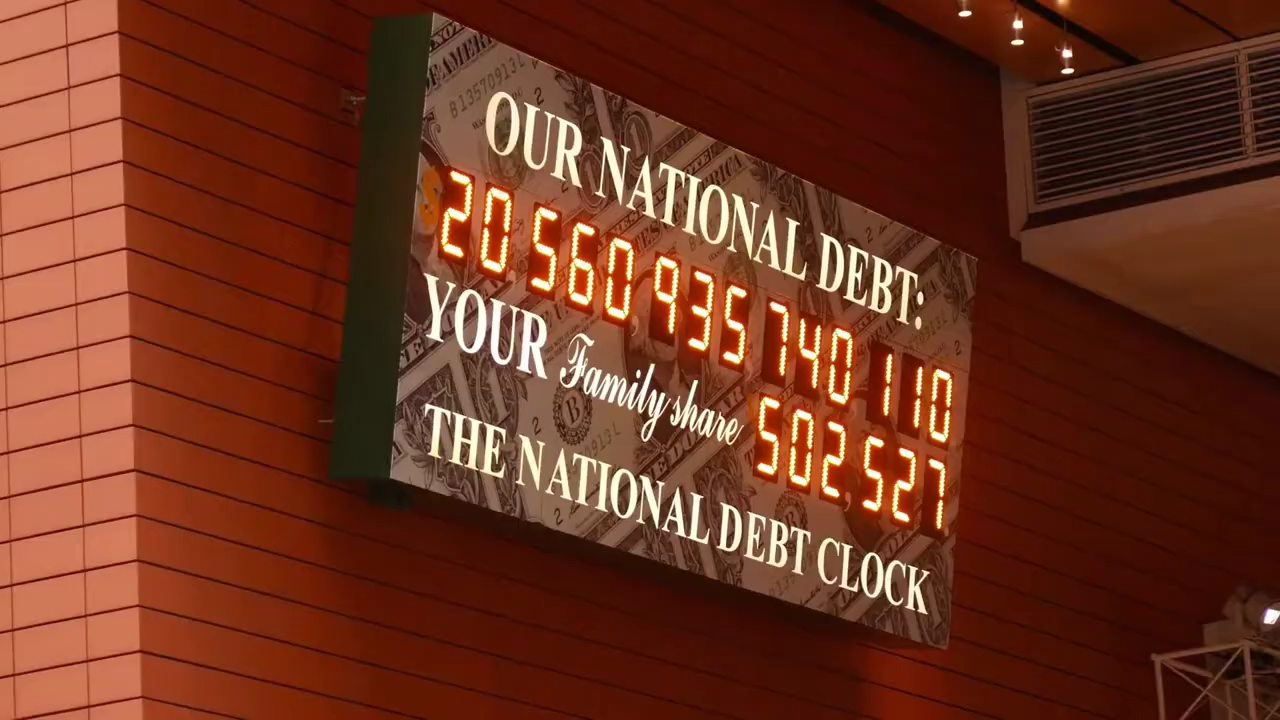 OUR NATIONAL DEBT:
$20 560 935 740 110
YOUR Family share 502,527
THE NATIONAL DEBT CLOCK